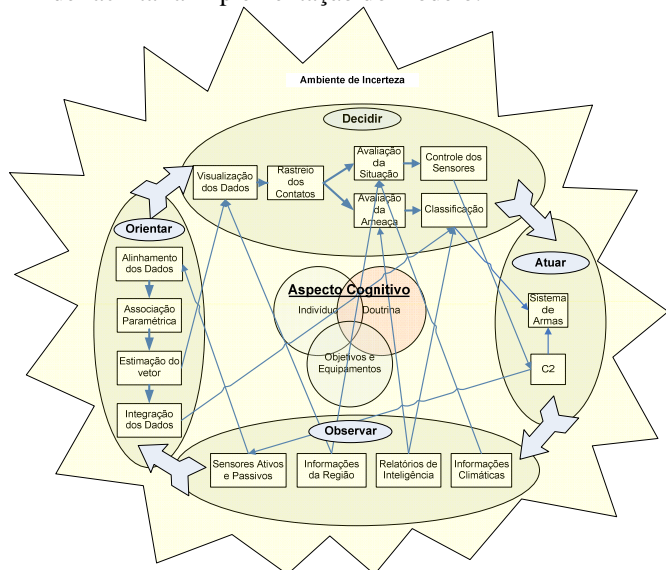 Ambiente de Incerteza
Decidir
Visualização
dos Dados
Rastreio
dos
Contatos
Avaliação
da
Situação
Controle dos
Sensores
Avaliação
da
Ameaça
Classificação
Orientar
Alinhamento
dos Dados
Associação
Paramétrica
Estimação do
vetor
Integração
dos Dados
Aspecto Cognitivo
Indivíduo
Doutrina
Objetivos e
Equipamentos
Atuar
Sistema
de
Armas
C2
Observar
Sensores Ativos
e Passivos
Informações
da Região
Relatórios de
Inteligência
Informações
Climáticas